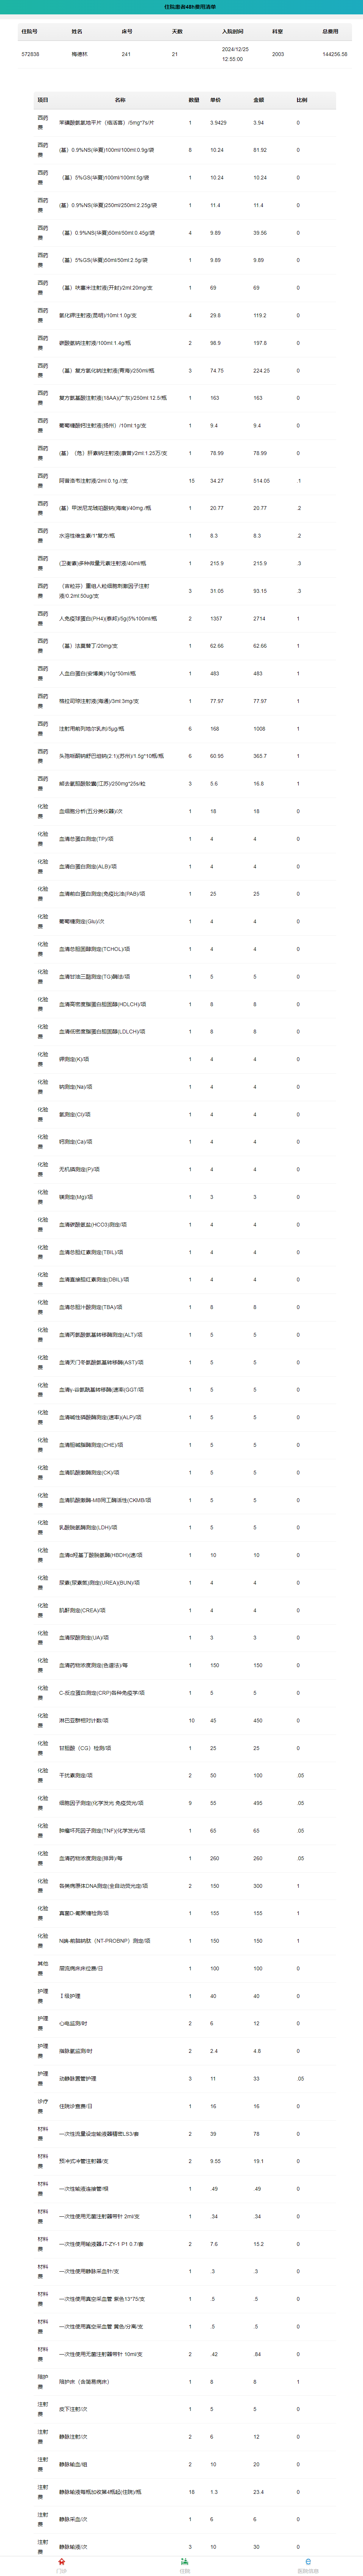 住院患者48h费用清单
住院号 姓名 床号 天数 入院时间 科室 总费用
572838 241 21 2024/12/25 12:55:00 2003 144256.58
项目 名称 数量 单价 金额 比例
西药费 苯磺酸氨氯地平片（络活喜）/5mg*7s/片 1 3.9429 3.94 0
西药费 (基）0.9%NS(华夏)100ml/100ml:0.9g/袋 8 10.24 81.92 0
西药费 （基）5%GS(华夏)100ml/100ml:5g/袋 1 10.24 10.24 0
西药费 (基）0.9%NS(华夏)250ml/250ml:2.25g/袋 1 11.4 11.4 0
西药费 （基）0.9%NS(华夏)50ml/50ml:0.45g/袋 4 9.89 39.56 0
西药费 （基）5%GS(华夏)50ml/50ml:2.5g/袋 1 9.89 9.89 0
西药费 （基）呋塞米注射液(开封)/2ml:20mg/支 1 69 69 0
西药费 氯化钾注射液(昆明)/10ml:1.0g/支 4 29.8 119.2 0
西药费 碳酸氢钠注射液/100ml:1.4g/瓶 2 98.9 197.8 0
西药费 （基）复方氯化钠注射液(青海)/250ml/瓶 3 74.75 224.25 0
西药费 复方氨基酸注射液(18AA)(广东)/250ml:12.5/瓶 1 163 163 0
西药费 葡萄糖酸钙注射液(扬州）/10ml:1g/支 1 9.4 9.4 0
西药费 (基）（危）肝素钠注射液(康普)/2ml:1.25万/支 1 78.99 78.99 0
西药费 阿昔洛韦注射液/2ml:0.1g/支 15 34.27 514.05 .1
西药费 (基）甲泼尼龙琥珀酸钠(海南)/40mg/瓶 1 20.77 20.77 .2
西药费 水溶性维生素/1*复方/瓶 1 8.3 8.3 .2
西药费 (卫誉素)多种微量元素注射液/40ml/瓶 1 215.9 215.9 .3
西药费 （吉粒芬）重组人粒细胞刺激因子注射液/0.2ml:50ug/支 3 31.05 93.15 .3
西药费 人免疫球蛋白(PH4)(泰邦)/5g(5%100ml/瓶 2 1357 2714 1
西药费 （基）法莫替丁/20mg/支 1 62.66 62.66 1
西药费 人血白蛋白(安博美)/10g*50ml/瓶 1 483 483 1
西药费 格拉司琼注射液(海通)/3ml:3mg/支 1 77.97 77.97 1
西药费 注射用前列地尔乳剂/5μg/瓶 6 168 1008 1
西药费 头孢哌酮钠舒巴坦钠(2:1)(苏州)/1.5g*10瓶/瓶 6 60.95 365.7 1
西药费 熊去氧胆酸胶囊(江苏)/250mg*25s/粒 3 5.6 16.8 1
化验费 血细胞分析(五分类仪器)/次 1 18 18 0
化验费 血清总蛋白测定(TP)/项 1 4 4 0
化验费 血清白蛋白测定(ALB)/项 1 4 4 0
化验费 血清前白蛋白测定(免疫比浊(PAB)/项 1 25 25 0
化验费 葡萄糖测定(Glu)/次 1 4 4 0
化验费 血清总胆固醇测定(TCHOL)/项 1 4 4 0
化验费 血清甘油三酯测定(TG)酶法/项 1 5 5 0
化验费 血清高密度脂蛋白胆固醇(HDLCH)/项 1 8 8 0
化验费 血清低密度脂蛋白胆固醇(LDLCH)/项 1 8 8 0
化验费 钾测定(K)/项 1 4 4 0
化验费 钠测定(Na)/项 1 4 4 0
化验费 氯测定(Cl)/项 1 4 4 0
化验费 钙测定(Ca)/项 1 4 4 0
化验费 无机磷测定(P)/项 1 4 4 0
化验费 镁测定(Mg)/项 1 3 3 0
化验费 血清碳酸氢盐(HCO3)测定/项 1 4 4 0
化验费 血清总胆红素测定(TBIL)/项 1 4 4 0
化验费 血清直接胆红素测定(DBIL)/项 1 4 4 0
化验费 血清总胆汁酸测定(TBA)/项 1 8 8 0
化验费 血清丙氨酸氨基转移酶测定(ALT)/项 1 5 5 0
化验费 血清天门冬氨酸氨基转移酶(AST)/项 1 5 5 0
化验费 血清γ-谷氨酰基转移酶(速率(GGT/项 1 5 5 0
化验费 血清碱性磷酸酶测定(速率)(ALP)/项 1 5 5 0
化验费 血清胆碱脂酶测定(CHE)/项 1 5 5 0
化验费 血清肌酸激酶测定(CK)/项 1 5 5 0
化验费 血清肌酸激酶-MB同工酶活性(CKMB/项 1 5 5 0
化验费 乳酸脱氢酶测定(LDH)/项 1 5 5 0
化验费 血清α羟基丁酸脱氢酶(HBDH)(速/项 1 10 10 0
化验费 尿素(尿素氮)测定(UREA)(BUN)/项 1 4 4 0
化验费 肌酐测定(CREA)/项 1 4 4 0
化验费 血清尿酸测定(UA)/项 1 3 3 0
化验费 血清药物浓度测定(色谱法)/每 1 150 150 0
化验费 C-反应蛋白测定(CRP)各种免疫学/项 1 5 5 0
化验费 淋巴亚群相对计数/项 10 45 450 0
化验费 甘胆酸（CG）检测/项 1 25 25 0
化验费 干扰素测定/项 2 50 100 .05
化验费 细胞因子测定(化学发光 免疫荧光/项 9 55 495 .05
化验费 肿瘤坏死因子测定(TNF)(化学发光/项 1 65 65 .05
化验费 血清药物浓度测定(排异)/每 1 260 260 .05
化验费 各类病原体DNA测定(全自动荧光定/项 2 150 300 1
化验费 真菌D-葡聚糖检测/项 1 155 155 1
化验费 N端-前脑钠肽（NT-PROBNP）测定/项 1 150 150 1
其他费 层流病床床位费/日 1 100 100 0
护理费 Ⅰ级护理 1 40 40 0
护理费 心电监测/时 2 6 12 0
护理费 指脉氧监测/时 2 2.4 4.8 0
护理费 动静脉置管护理 3 11 33 .05
诊疗费 住院诊查费/日 1 16 16 0
材料费 一次性流量设定输液器精密LS3/套 2 39 78 0
材料费 预冲式冲管注射器/支 2 9.55 19.1 0
材料费 一次性输液连接管/根 1 .49 .49 0
材料费 一次性使用无菌注射器带针 2ml/支 1 .34 .34 0
材料费 一次性使用输液器JT-ZY-1 P1 0.7/套 2 7.6 15.2 0
材料费 一次性使用静脉采血针/支 1 .3 .3 0
材料费 一次性使用真空采血管 紫色13*75/支 1 .5 .5 0
材料费 一次性使用真空采血管 黄色/分离/支 1 .5 .5 0
材料费 一次性使用无菌注射器带针 10ml/支 2 .42 .84 0
陪护费 陪护床（含简易病床） 1 8 8 1
注射费 皮下注射/次 1 5 5 0
注射费 静脉注射/次 2 6 12 0
注射费 静脉输血/组 2 10 20 0
注射费 静脉输液每瓶加收第4瓶起(住院)/瓶 18 1.3 23.4 0
注射费 静脉采血/次 1 6 6 0
注射费 静脉输液/次 3 10 30 0
门诊 住院 医院信息